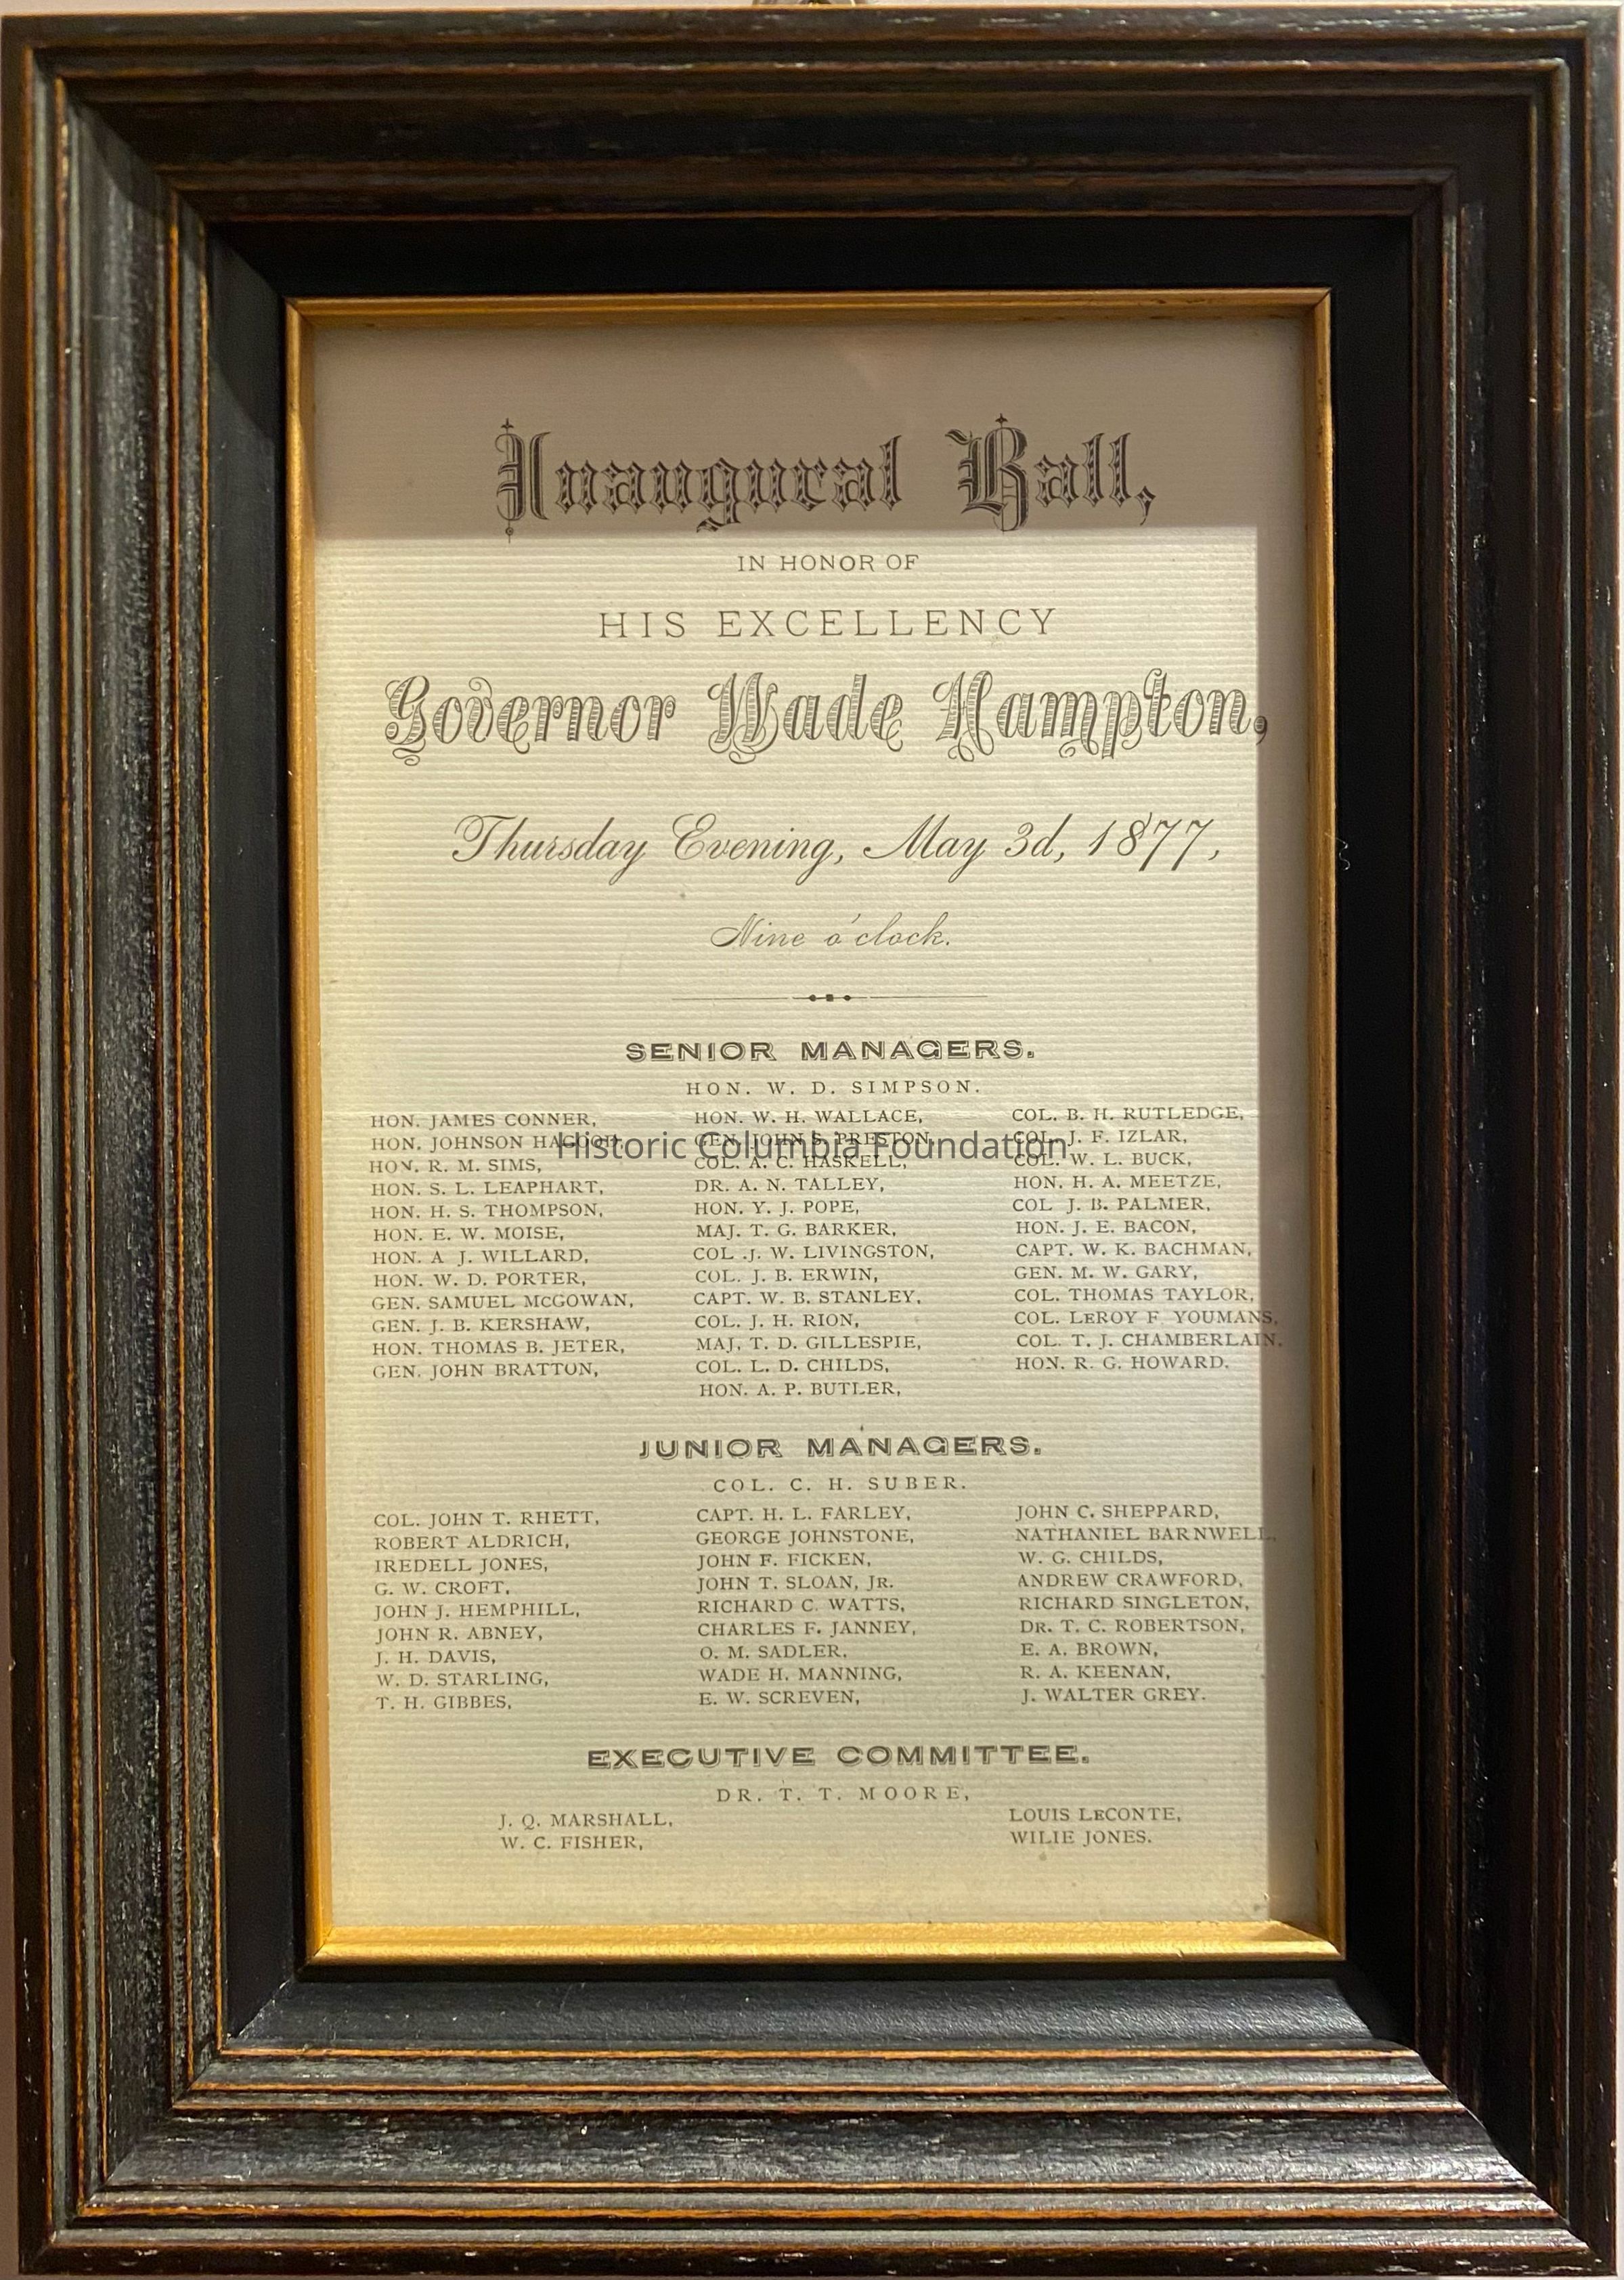 Inaugural Ball,
IN HONOR OF
HIS EXCELLENCY
Governor Wade Hampton,
Thursday Evening, May 3d, 1877,
Nine o'clock.
SENIOR MANAGERS.
HON. W. D. SIMPSON.
HON. JAMES CONNER,
HON. JOHNSON HAGOOD,
HON. R. M. SIMS,
HON. S. L. LEAPHART,
HON. H. S. THOMPSON,
HON. E. W. MOISE,
HON. A J. WILLARD,
HON. W. D. PORTER,
GEN. SAMUEL McGOWAN,
GEN. J. B. KERSHAW,
HON. THOMAS B. JETER,
GEN. JOHN BRATTON,
HON. W. H. WALLACE,
GEN. JOHN S. PRESTON,
COL. A. C. HASKELL,
DR. A. N. TALLEY,
HON. Y. J. POPE,
MAJ. T. G. BARKER,
COL .J. W. LIVINGSTON,
COL. J. B. ERWIN,
CAPT. W. B. STANLEY,
COL. J. H. RION,
MAJ. T. D. GILLESPIE,
COL. L. D. CHILDS,
HON. A. P. BUTLER,
COL. B. H. RUTLEDGE,
COL. J. F. IZLAR,
COL. W. L. BUCK,
HON. H. A. MEETZE,
COL J. B. PALMER,
HON. J. E. BACON,
CAPT. W. K. BACHMAN,
GEN. M. W. GARY,
COL. THOMAS TAYLOR,
COL. LeROY F. YOUMANS,
COL. T. J. CHAMBERLAIN.
HON. R. G. HOWARD.
Historic Columbia Foundation
JUNIOR MANAGERS.
COL. C. H. SUBER.
COL. JOHN T. RHETT,
ROBERT ALDRICH,
IREDELL JONES,
G. W. CROFT,
JOHN J. HEMPHILL,
JOHN R. ABNEY,
J. H. DAVIS,
W. D. STARLING,
T. H. GIBBES,
CAPT. H. L. FARLEY,
GEORGE JOHNSTONE,
JOHN F. FICKEN,
JOHN T. SLOAN, JR.
RICHARD C. WATTS,
CHARLES F. JANNEY,
O. M. SADLER,
WADE H. MANNING,
E. W. SCREVEN,
JOHN C. SHEPPARD,
NATHANIEL BARNWELL,
W. G. CHILDS,
ANDREW CRAWFORD,
RICHARD SINGLETON,
DR. T. C. ROBERTSON,
E. A. BROWN,
R. A. KEENAN,
J. WALTER GREY.
EXECUTIVE COMMITTEE.
DR. T. T. MOORE,
J. Q. MARSHALL,
W. C. FISHER,
LOUIS LeCONTE,
WILIE JONES.